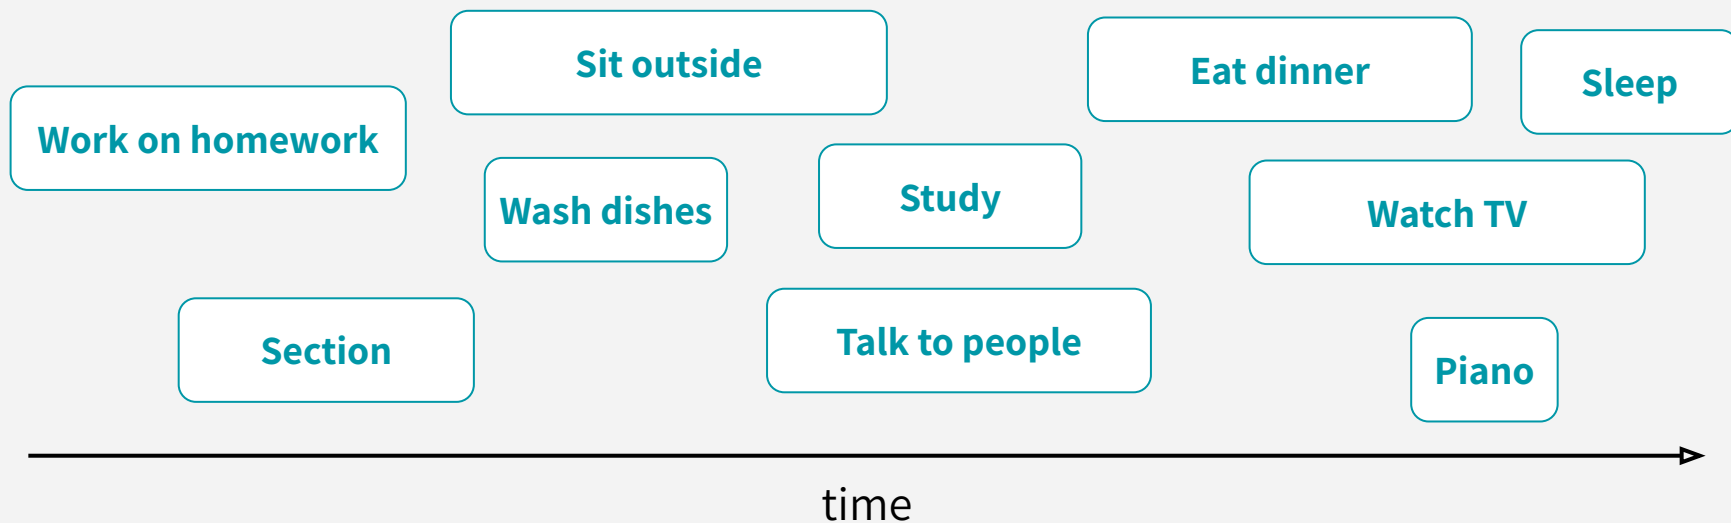 Sit outside
Eat dinner
Sleep
Work on homework
Wash dishes
Study
Watch TV
Section
Talk to people
Piano
time